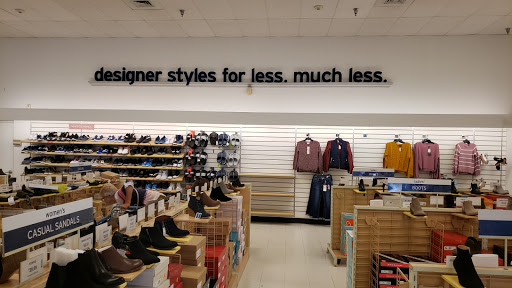 designer styles for less. much less.
BOOTS
women's
CASUAL SANDALS